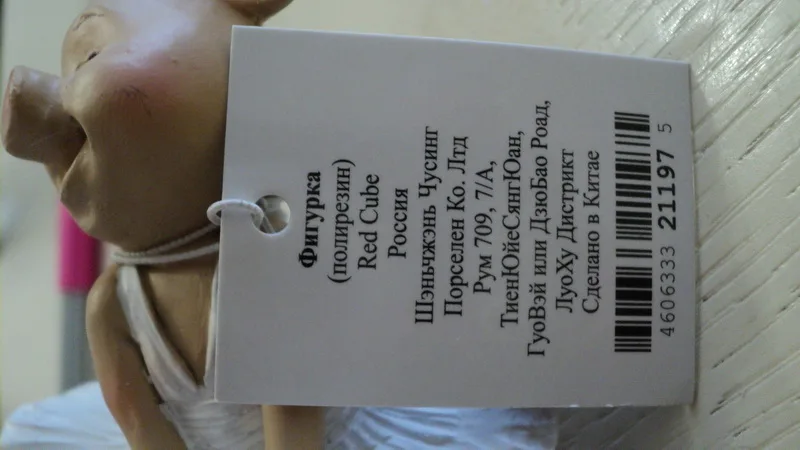 Фигурка
(полирезин)
Red Cube
Россия
Шэньчжэнь Чусинг
Порселен Ко. Лтд
Рум 709, 7/А,
ТиенЮйеСянгЮан,
ГуоВэй или ДзюБао Роад,
ЛуоХу Дистрикт
Сделано в Китае
4606333 21197 5